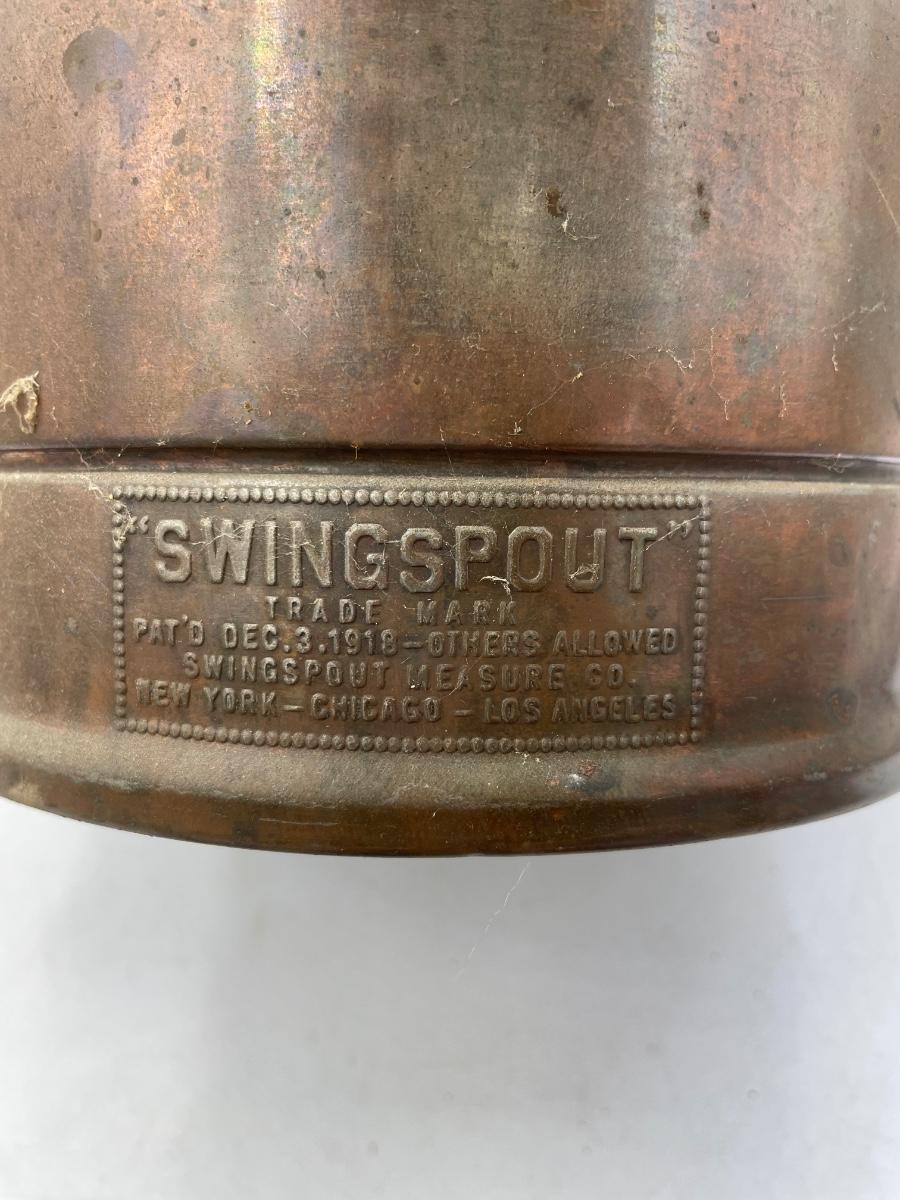 "SWINGSPOUT"
TRADE MARK
PAT'D DEC.3.1918-OTHERS ALLOWED
SWINGSPOUT MEASURE CO.
NEW YORK-CHICAGO-LOS ANGELES